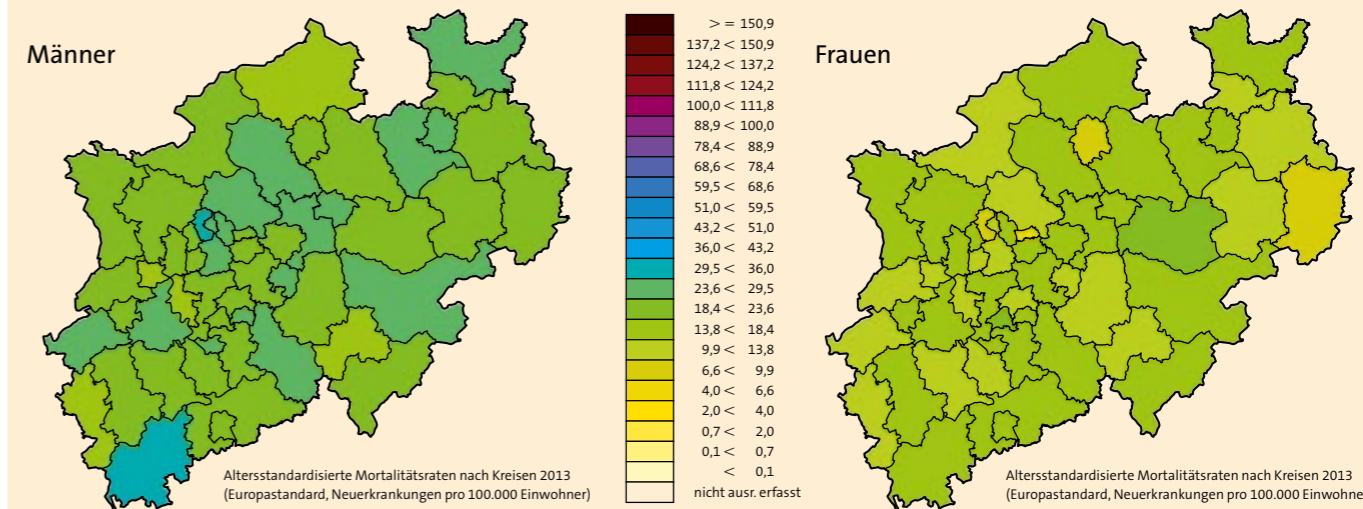 Männer
> = 150,9
137,2 < 150,9
124,2 < 137,2
111,8 < 124,2
100,0 < 111,8
88,9 < 100,0
78,4 < 88,9
68,6 < 78,4
59,5 < 68,6
51,0 < 59,5
43,2 < 51,0
36,0 < 43,2
29,5 < 36,0
23,6 < 29,5
18,4 < 23,6
13,8 < 18,4
9,9 < 13,8
6,6 < 9,9
4,0 < 6,6
2,0 < 4,0
0,7 < 2,0
0,1 < 0,7
< 0,1
nicht ausr. erfasst
Altersstandardisierte Mortalitätsraten nach Kreisen 2013
(Europastandard, Neuerkrankungen pro 100.000 Einwohner)
Frauen
Altersstandardisierte Mortalitätsraten nach Kreisen 2013
(Europastandard, Neuerkrankungen pro 100.000 Einwohne